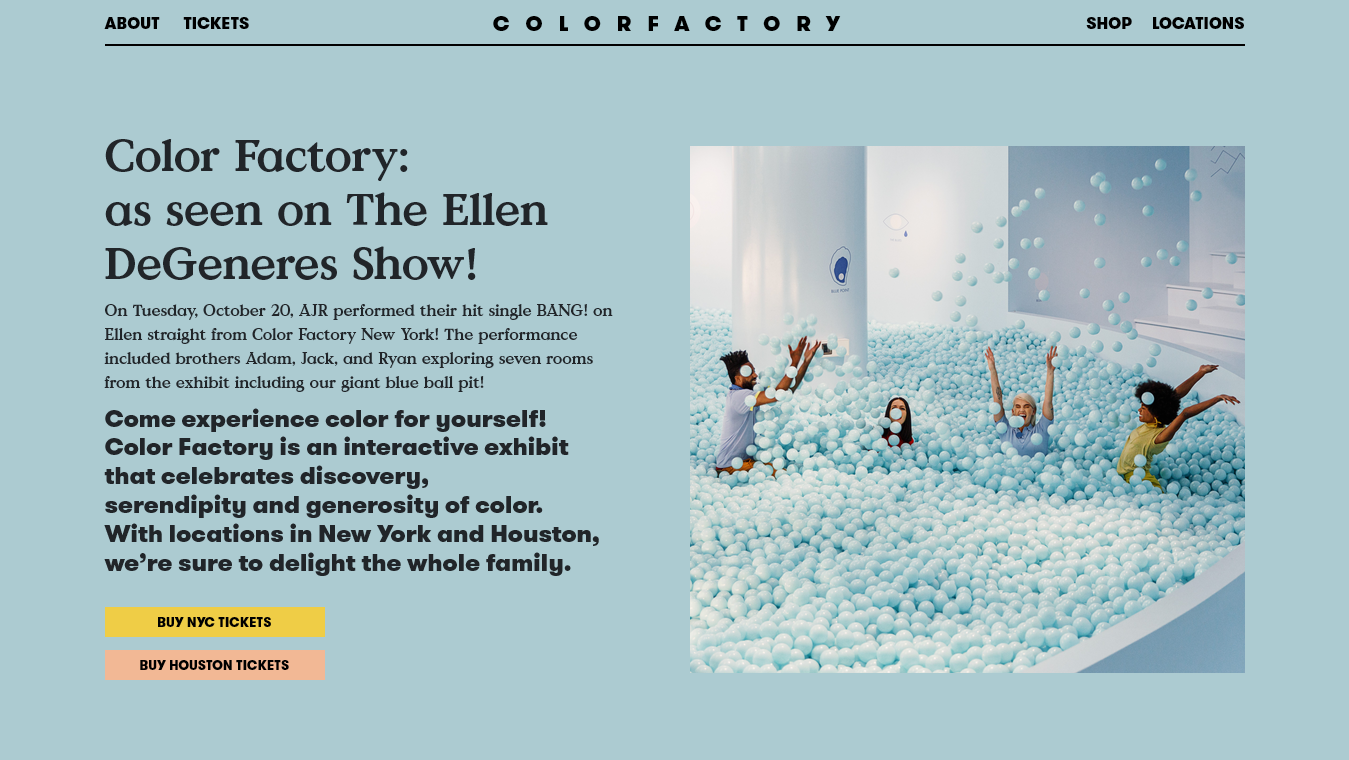 ABOUT TICKETS COLORFACTORY SHOP LOCATIONS
Color Factory:
as seen on The Ellen
DeGeneres Show!
On Tuesday, October 20, AJR performed their hit single BANG! on
Ellen straight from Color Factory New York! The performance
included brothers Adam, Jack, and Ryan exploring seven rooms
from the exhibit including our giant blue ball pit!
Come experience color for yourself!
Color Factory is an interactive exhibit
that celebrates discovery,
serendipity and generosity of color.
With locations in New York and Houston,
we’re sure to delight the whole family.
BUY NYC TICKETS
BUY HOUSTON TICKETS